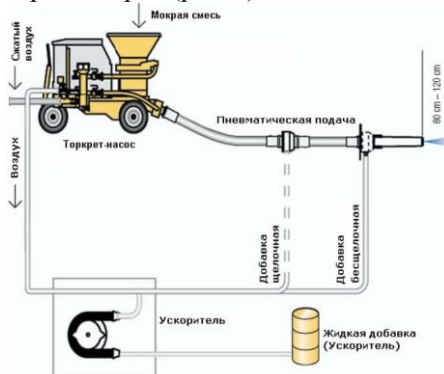 Мокрая смесь
Сжатый
воздух
Воздух
Торкрет-насос
Пневматическая подача
80 cm – 120 cm
Добавка
щелочная
Добавка
бесщелочная
Ускоритель
Жидкая добавка
(Ускоритель)